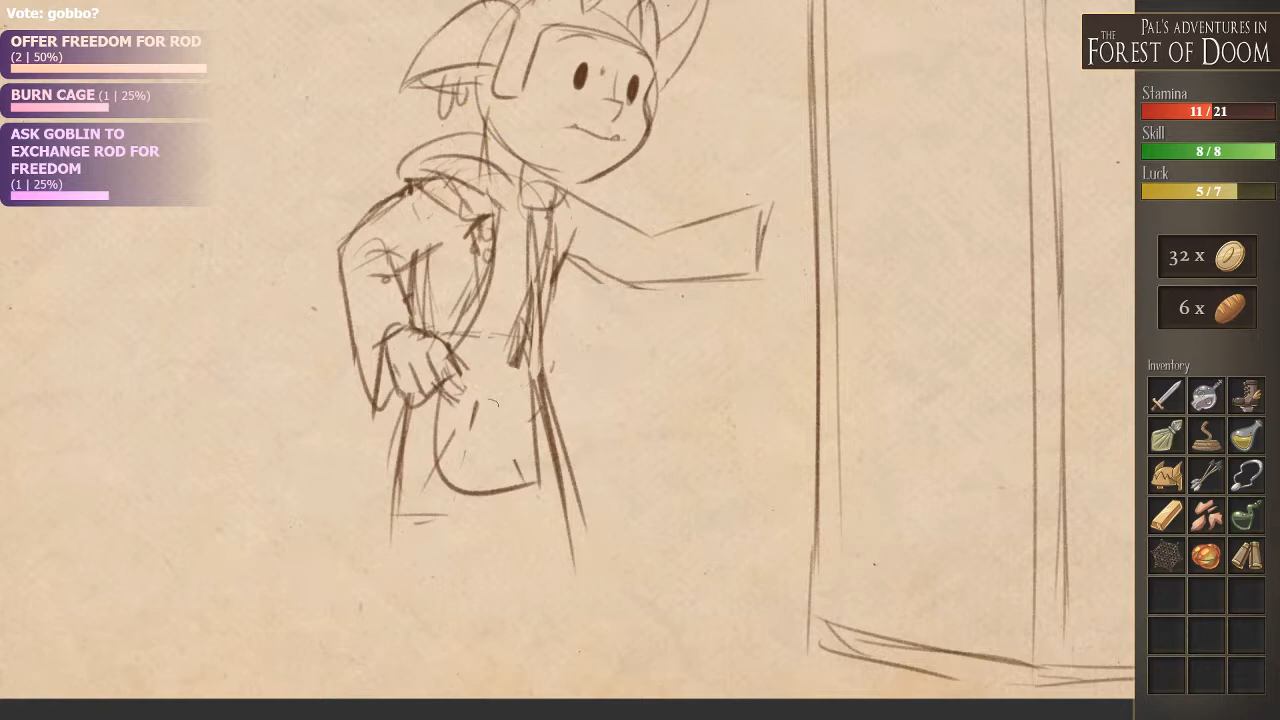 Vote: gobbo?
OFFER FREEDOM FOR ROD
(2 | 50%)
BURN CAGE (1 | 25%)
ASK GOBLIN TO
EXCHANGE ROD FOR
FREEDOM
(1 | 25%)
PAL'S ADVENTURES IN
THE FOREST OF DOOM
Stamina
11 / 21
Skill
8 / 8
Luck
5 / 7
32 x
6 x
Inventory